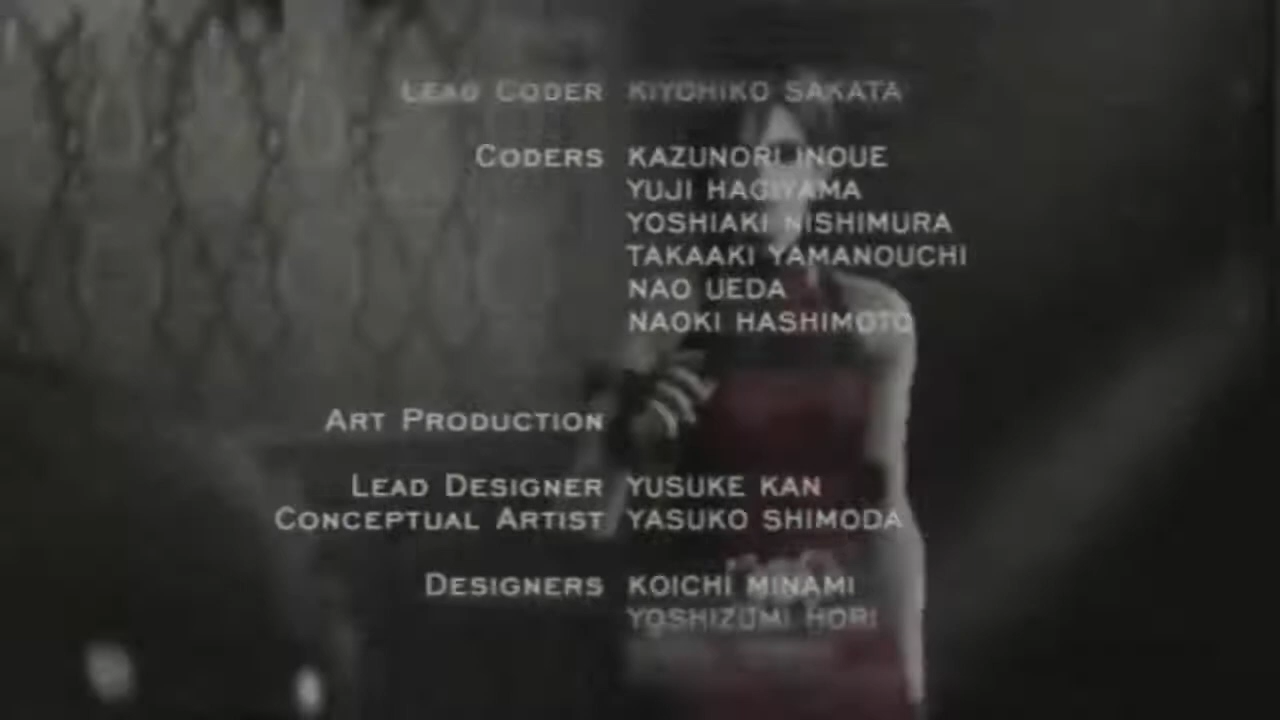 LEAD CODER KIYOHIKO SAKATA
CODERS KAZUNORI INOUE
YUJI HAGIYAMA
YOSHIAKI NISHIMURA
TAKAAKI YAMANOUCHI
NAO UEDA
NAOKI HASHIMOTO
ART PRODUCTION
LEAD DESIGNER YUSUKE KAN
CONCEPTUAL ARTIST YASUKO SHIMODA
DESIGNERS KOICHI MINAMI
YOSHIZUMI HORI